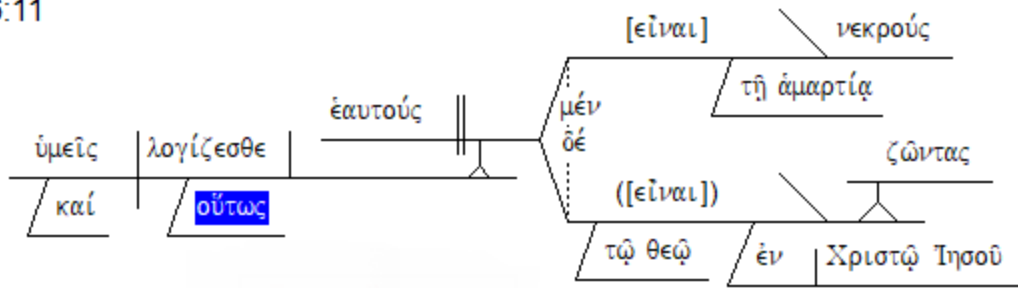 6:11
[εἶναι] νεκρούς
τῇ ἁμαρτίᾳ
ἑαυτούς
μέν
δέ
ὑμεῖς λογίζεσθε
καί οὕτως
ζῶντας
([εἶναι])
τῷ θεῷ ἐν Χριστῷ Ἰησοῦ